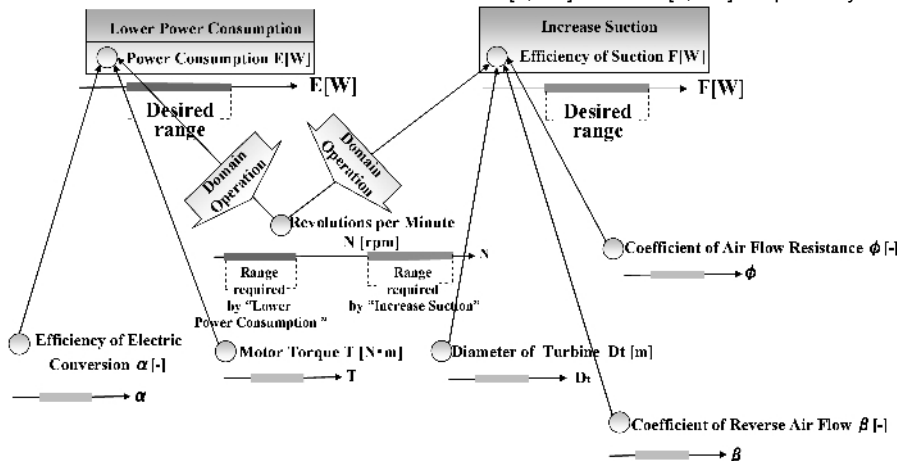 Lower Power Consumption
Power Consumption E[W]
E[W]
Desired
range
Increase Suction
Efficiency of Suction F[W]
F[W]
Desired
range
Domain
Operation
Domain
Operation
Revolutions per Minute
N [rpm]
N
Range
required
by "Lower
Power Consumption"
Range
required
by "Increase Suction"
Coefficient of Air Flow Resistance ϕ [-]
ϕ
Efficiency of Electric
Conversion α [-]
α
Motor Torque T [N・m]
T
Diameter of Turbine Dt [m]
Dt
Coefficient of Reverse Air Flow β [-]
β